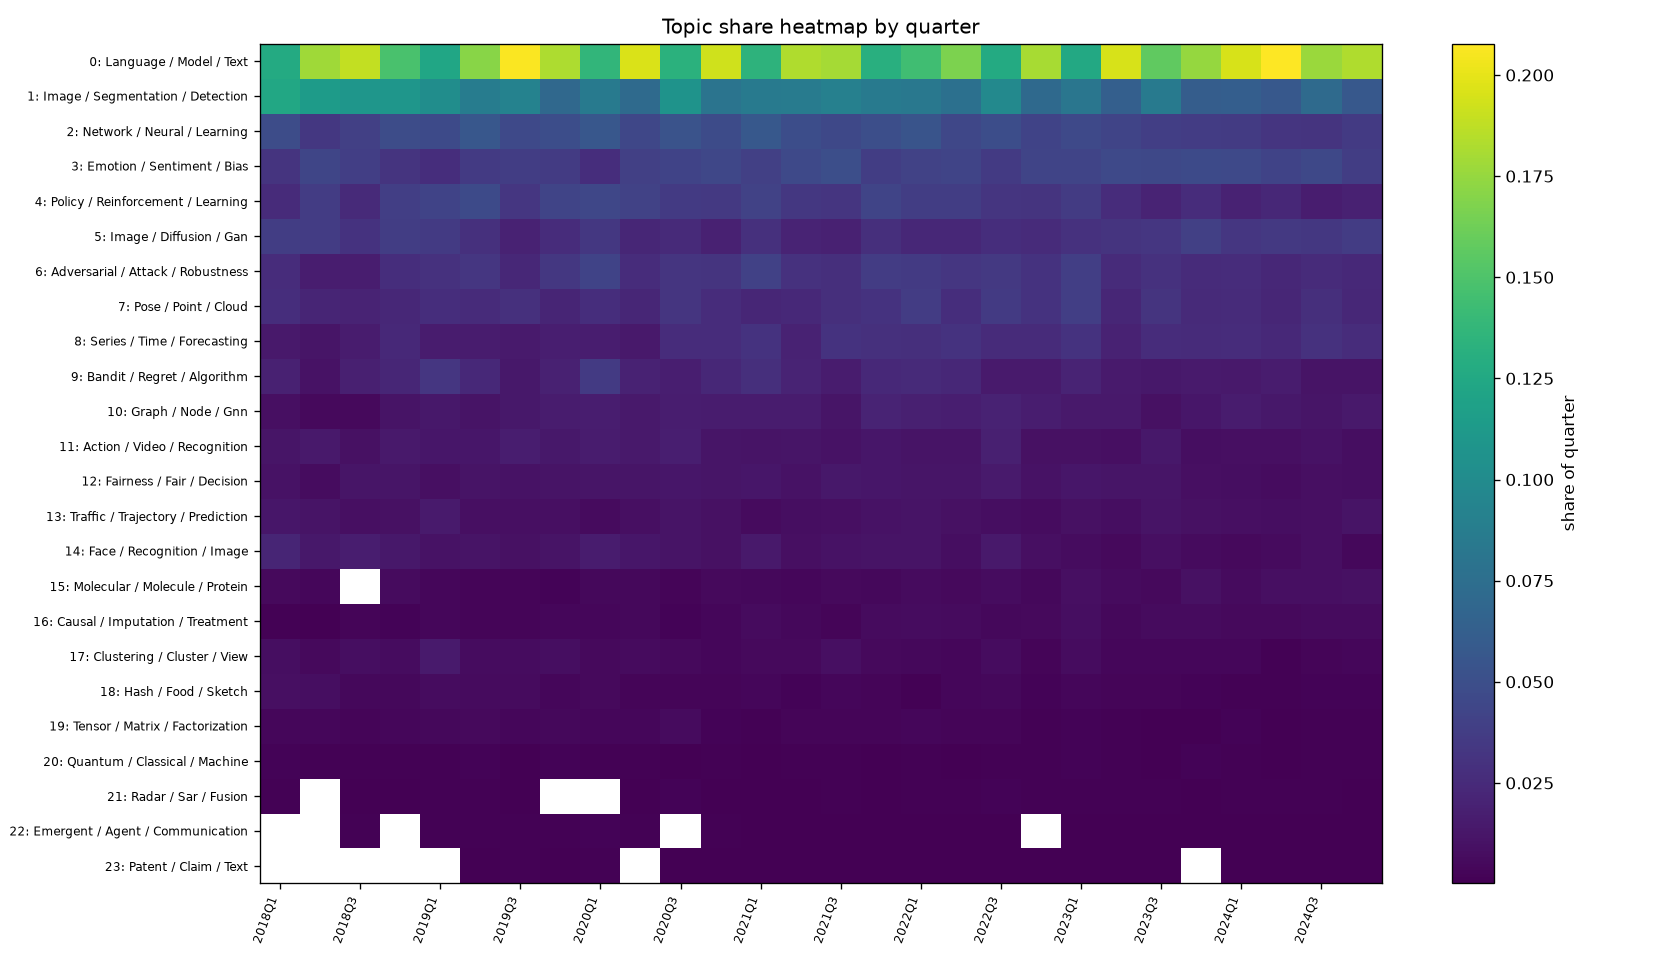 Topic share heatmap by quarter
0: Language / Model / Text
1: Image / Segmentation / Detection
2: Network / Neural / Learning
3: Emotion / Sentiment / Bias
4: Policy / Reinforcement / Learning
5: Image / Diffusion / Gan
6: Adversarial / Attack / Robustness
7: Pose / Point / Cloud
8: Series / Time / Forecasting
9: Bandit / Regret / Algorithm
10: Graph / Node / Gnn
11: Action / Video / Recognition
12: Fairness / Fair / Decision
13: Traffic / Trajectory / Prediction
14: Face / Recognition / Image
15: Molecular / Molecule / Protein
16: Causal / Imputation / Treatment
17: Clustering / Cluster / View
18: Hash / Food / Sketch
19: Tensor / Matrix / Factorization
20: Quantum / Classical / Machine
21: Radar / Sar / Fusion
22: Emergent / Agent / Communication
23: Patent / Claim / Text
2018Q1
2018Q3
2019Q1
2019Q3
2020Q1
2020Q3
2021Q1
2021Q3
2022Q1
2022Q3
2023Q1
2023Q3
2024Q1
2024Q3
0.200
0.175
0.150
0.125
0.100
0.075
0.050
0.025
share of quarter